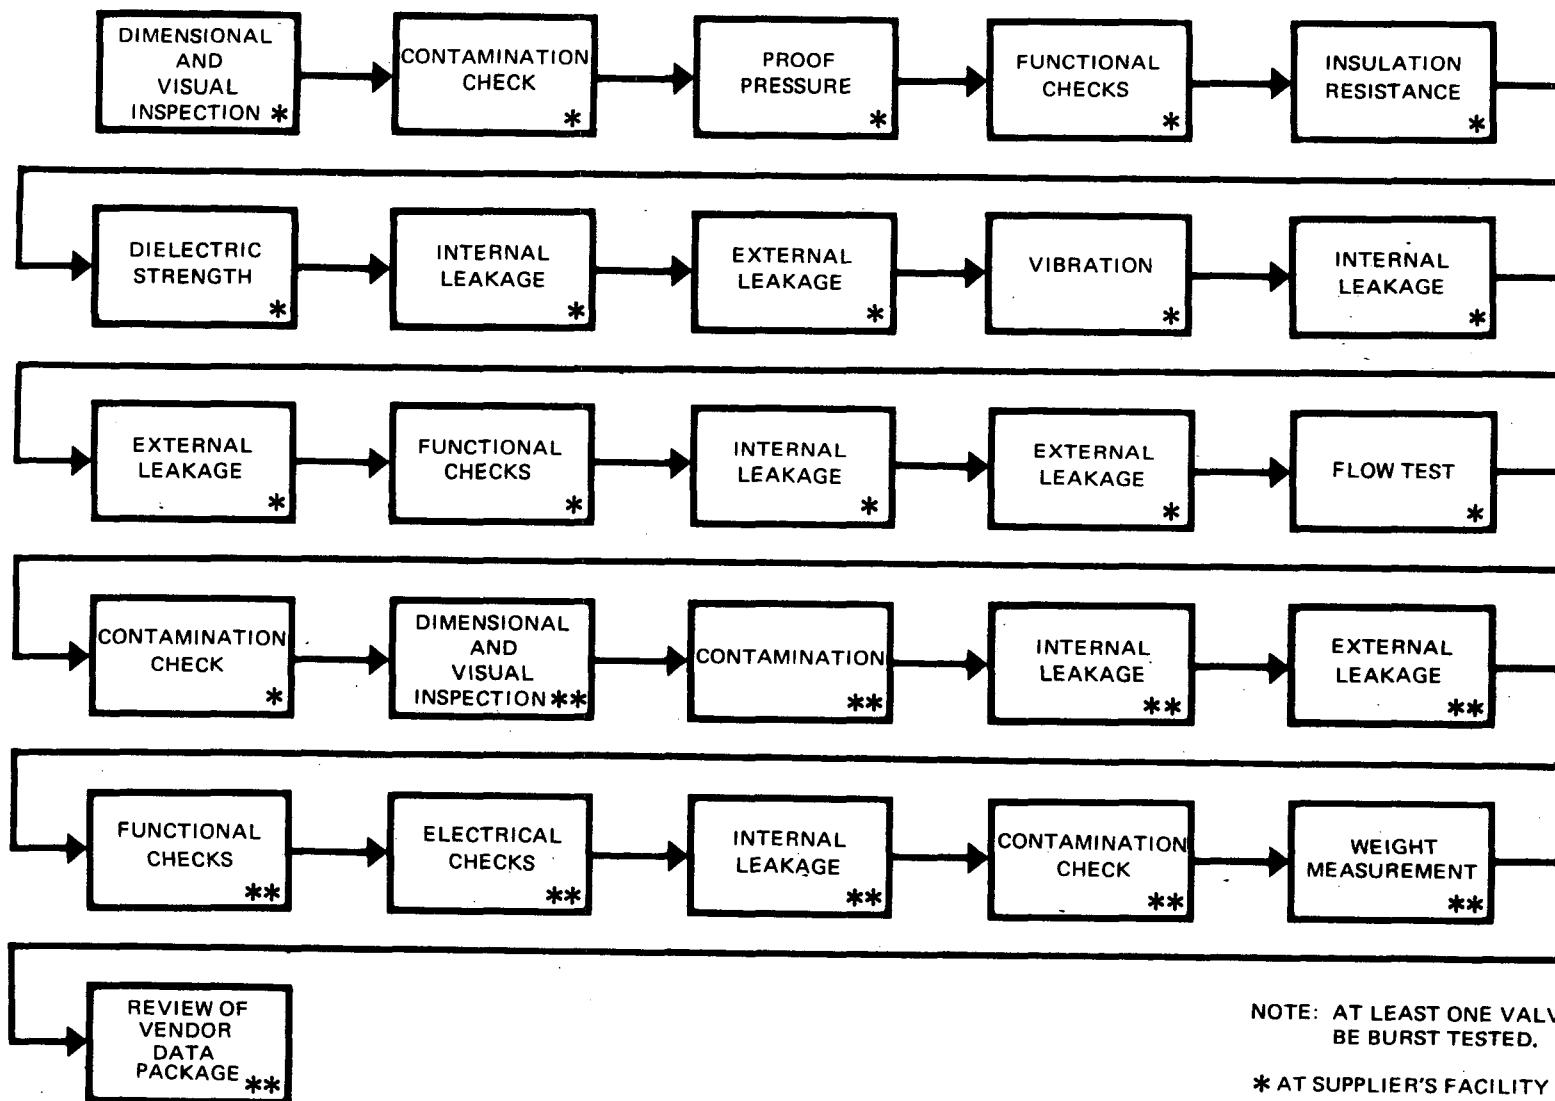 DIMENSIONAL
AND
VISUAL
INSPECTION *
CONTAMINATION
CHECK
*
PROOF
PRESSURE
*
FUNCTIONAL
CHECKS
*
INSULATION
RESISTANCE
*
DIELECTRIC
STRENGTH
*
INTERNAL
LEAKAGE
*
EXTERNAL
LEAKAGE
*
VIBRATION
*
INTERNAL
LEAKAGE
*
EXTERNAL
LEAKAGE
*
FUNCTIONAL
CHECKS
*
INTERNAL
LEAKAGE
*
EXTERNAL
LEAKAGE
*
FLOW TEST
*
CONTAMINATION
CHECK
*
DIMENSIONAL
AND
VISUAL
INSPECTION **
CONTAMINATION
**
INTERNAL
LEAKAGE
**
EXTERNAL
LEAKAGE
**
FUNCTIONAL
CHECKS
**
ELECTRICAL
CHECKS
**
INTERNAL
LEAKAGE
**
CONTAMINATION
CHECK
**
WEIGHT
MEASUREMENT
**
REVIEW OF
VENDOR
DATA
PACKAGE **
NOTE: AT LEAST ONE
BE BURST TESTED.
* AT SUPPLIER'S FACILITY